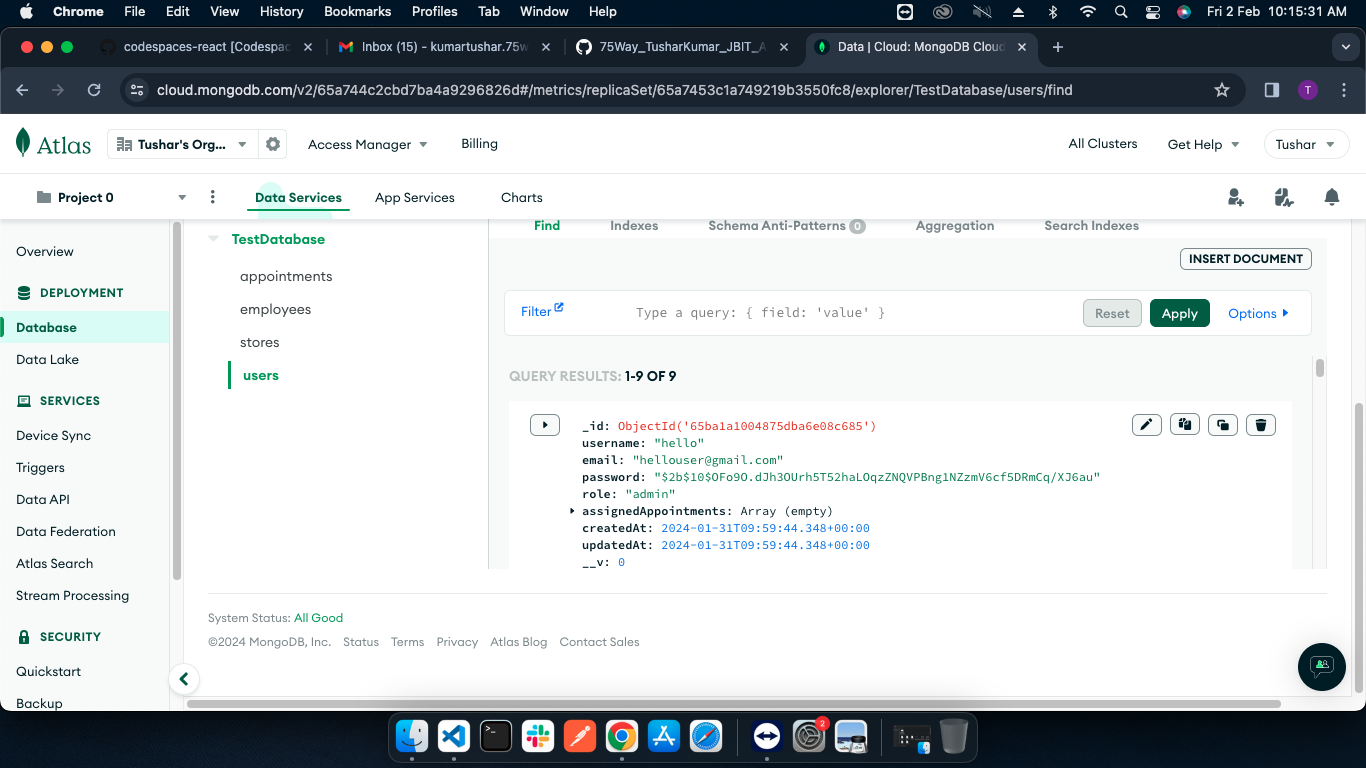 Chrome File Edit View History Bookmarks Profiles Tab Window Help Fri 2 Feb 10:15:31 AM
codespaces-react [Codespac Inbox (15) - kumartushar.75w 75Way_TusharKumar_JBIT_A Data | Cloud: MongoDB Cloud
cloud.mongodb.com/v2/65a744c2cbd7ba4a9296826d#/metrics/replicaSet/65a7453c1a749219b3550fc8/explorer/TestDatabase/users/find T
Atlas Tushar's Org... Access Manager Billing All Clusters Get Help Tushar
Project 0 Data Services App Services Charts
Overview
DEPLOYMENT
Database
Data Lake
SERVICES
Device Sync
Triggers
Data API
Data Federation
Atlas Search
Stream Processing
SECURITY
Quickstart
Backup
TestDatabase
appointments
employees
stores
users
Find Indexes Schema Anti-Patterns 0 Aggregation Search Indexes
INSERT DOCUMENT
Filter Type a query: { field: 'value' } Reset Apply Options
QUERY RESULTS: 1-9 OF 9
_id: ObjectId('65ba1a1004875dba6e08c685')
username: "hello"
email: "hellouser@gmail.com"
password: "$2b$10$OFo9O.dJh3OUrh5T52haLOqzZNQVPBng1NZzmV6cf5DRmCq/XJ6au"
role: "admin"
assignedAppointments: Array (empty)
createdAt: 2024-01-31T09:59:44.348+00:00
updatedAt: 2024-01-31T09:59:44.348+00:00
__v: 0
System Status: All Good
©2024 MongoDB, Inc. Status Terms Privacy Atlas Blog Contact Sales
2